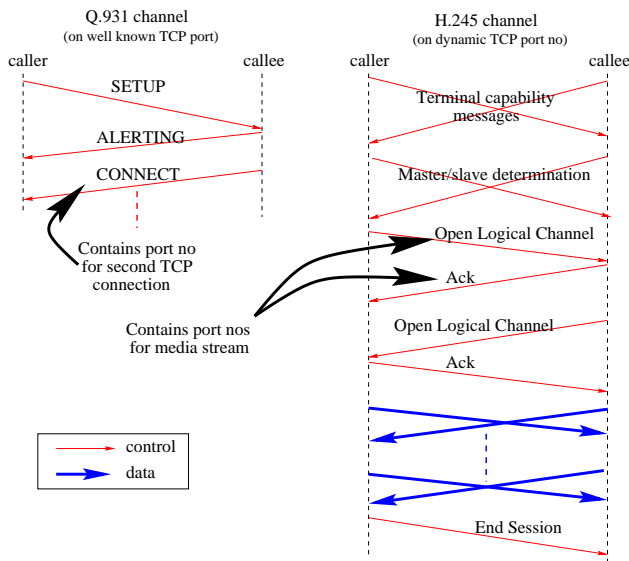 Q.931 channel
(on well known TCP port)
caller
callee
SETUP
ALERTING
CONNECT
Contains port no
for second TCP
connection
H.245 channel
(on dynamic TCP port no)
caller
callee
Terminal capability
messages
Master/slave determination
Open Logical Channel
Ack
Contains port nos
for media stream
Open Logical Channel
Ack
End Session
control
data